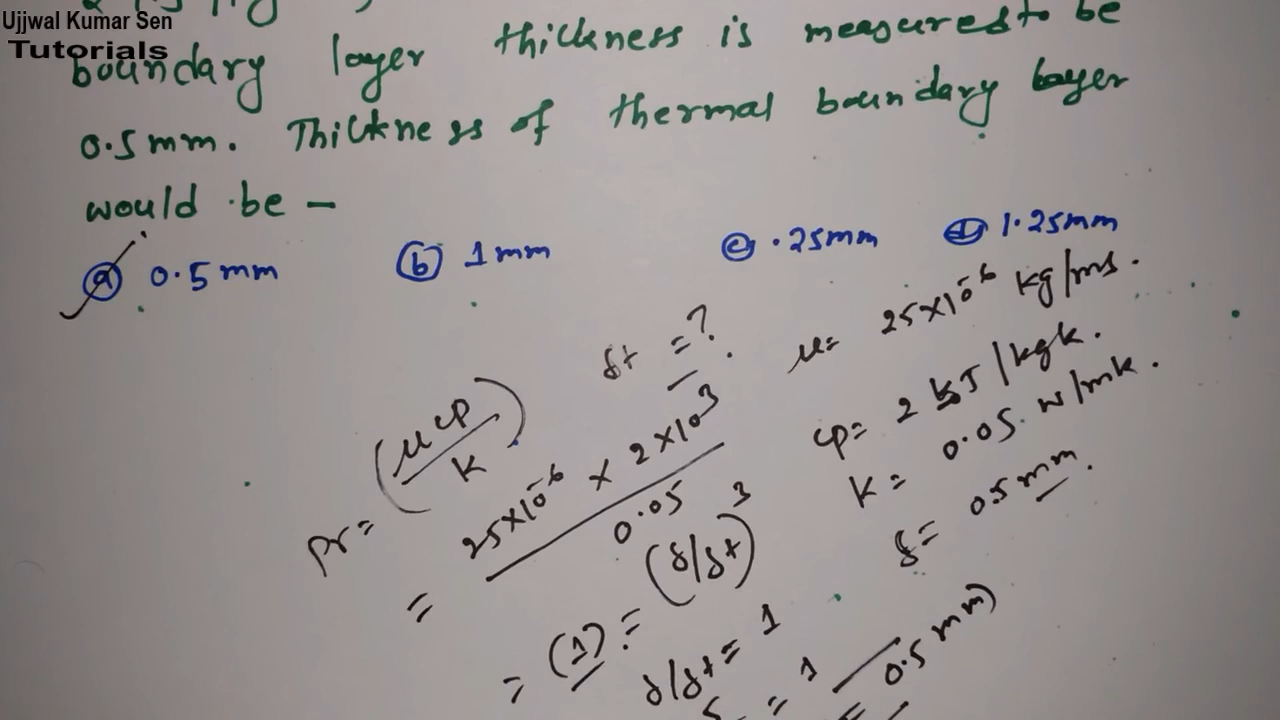 Ujjwal Kumar Sen
Tutorials
boundary layer thickness is measured to be
0.5 mm. Thickness of thermal boundary layer
would be –
(a) 0.5 mm (b) 1 mm (c) .25 mm (d) 1.25 mm
δt = ?
μ = 25×10⁻⁶ kg/ms.
cp = 2 kJ/kgk.
k = 0.05 w/mk.
δ = 0.5 mm.
Pr = (μ cp / k)
= 25×10⁻⁶ × 2×10³ / 0.05
= (1) = (δ/δt)³
δ/δt = 1
= 1
0.5 mm)